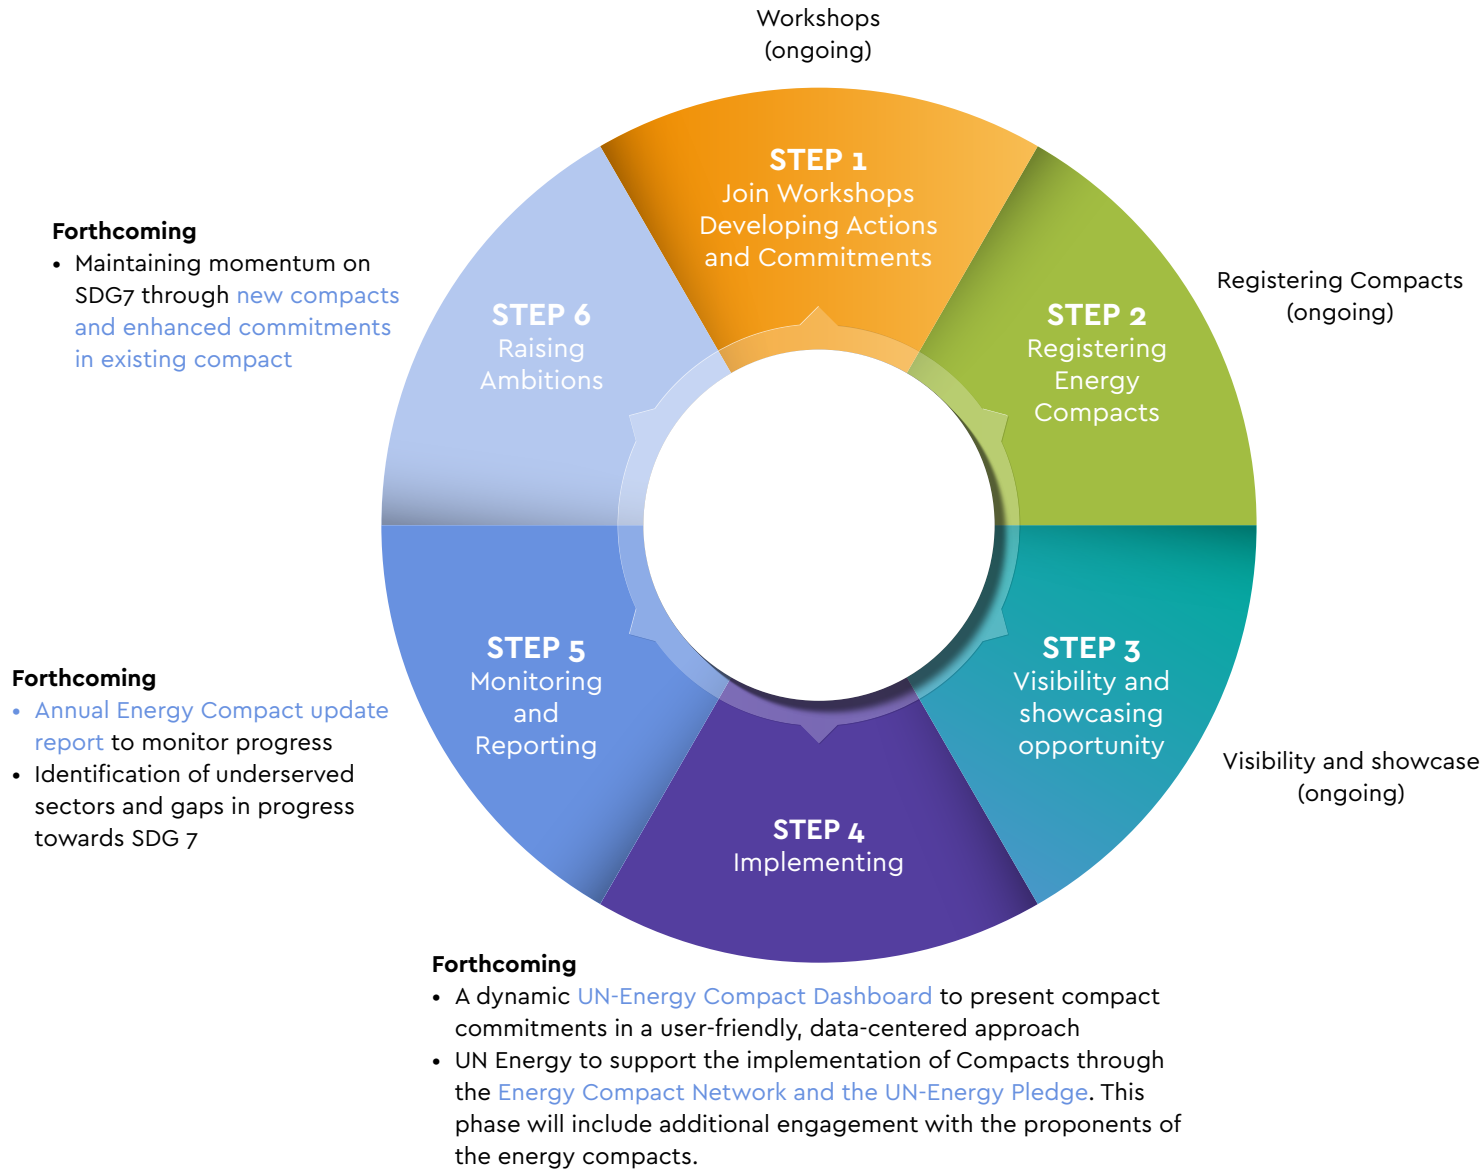 Workshops
(ongoing)
STEP 1
Join Workshops
Developing Actions
and Commitments
STEP 2
Registering
Energy
Compacts
Registering Compacts
(ongoing)
STEP 3
Visibility and
showcasing
opportunity
Visibility and showcase
(ongoing)
STEP 4
Implementing
Forthcoming
• A dynamic UN-Energy Compact Dashboard to present compact
commitments in a user-friendly, data-centered approach
• UN Energy to support the implementation of Compacts through
the Energy Compact Network and the UN-Energy Pledge. This
phase will include additional engagement with the proponents of
the energy compacts.
STEP 5
Monitoring
and
Reporting
Forthcoming
• Annual Energy Compact update
report to monitor progress
• Identification of underserved
sectors and gaps in progress
towards SDG 7
STEP 6
Raising
Ambitions
Forthcoming
• Maintaining momentum on
SDG7 through new compacts
and enhanced commitments
in existing compact